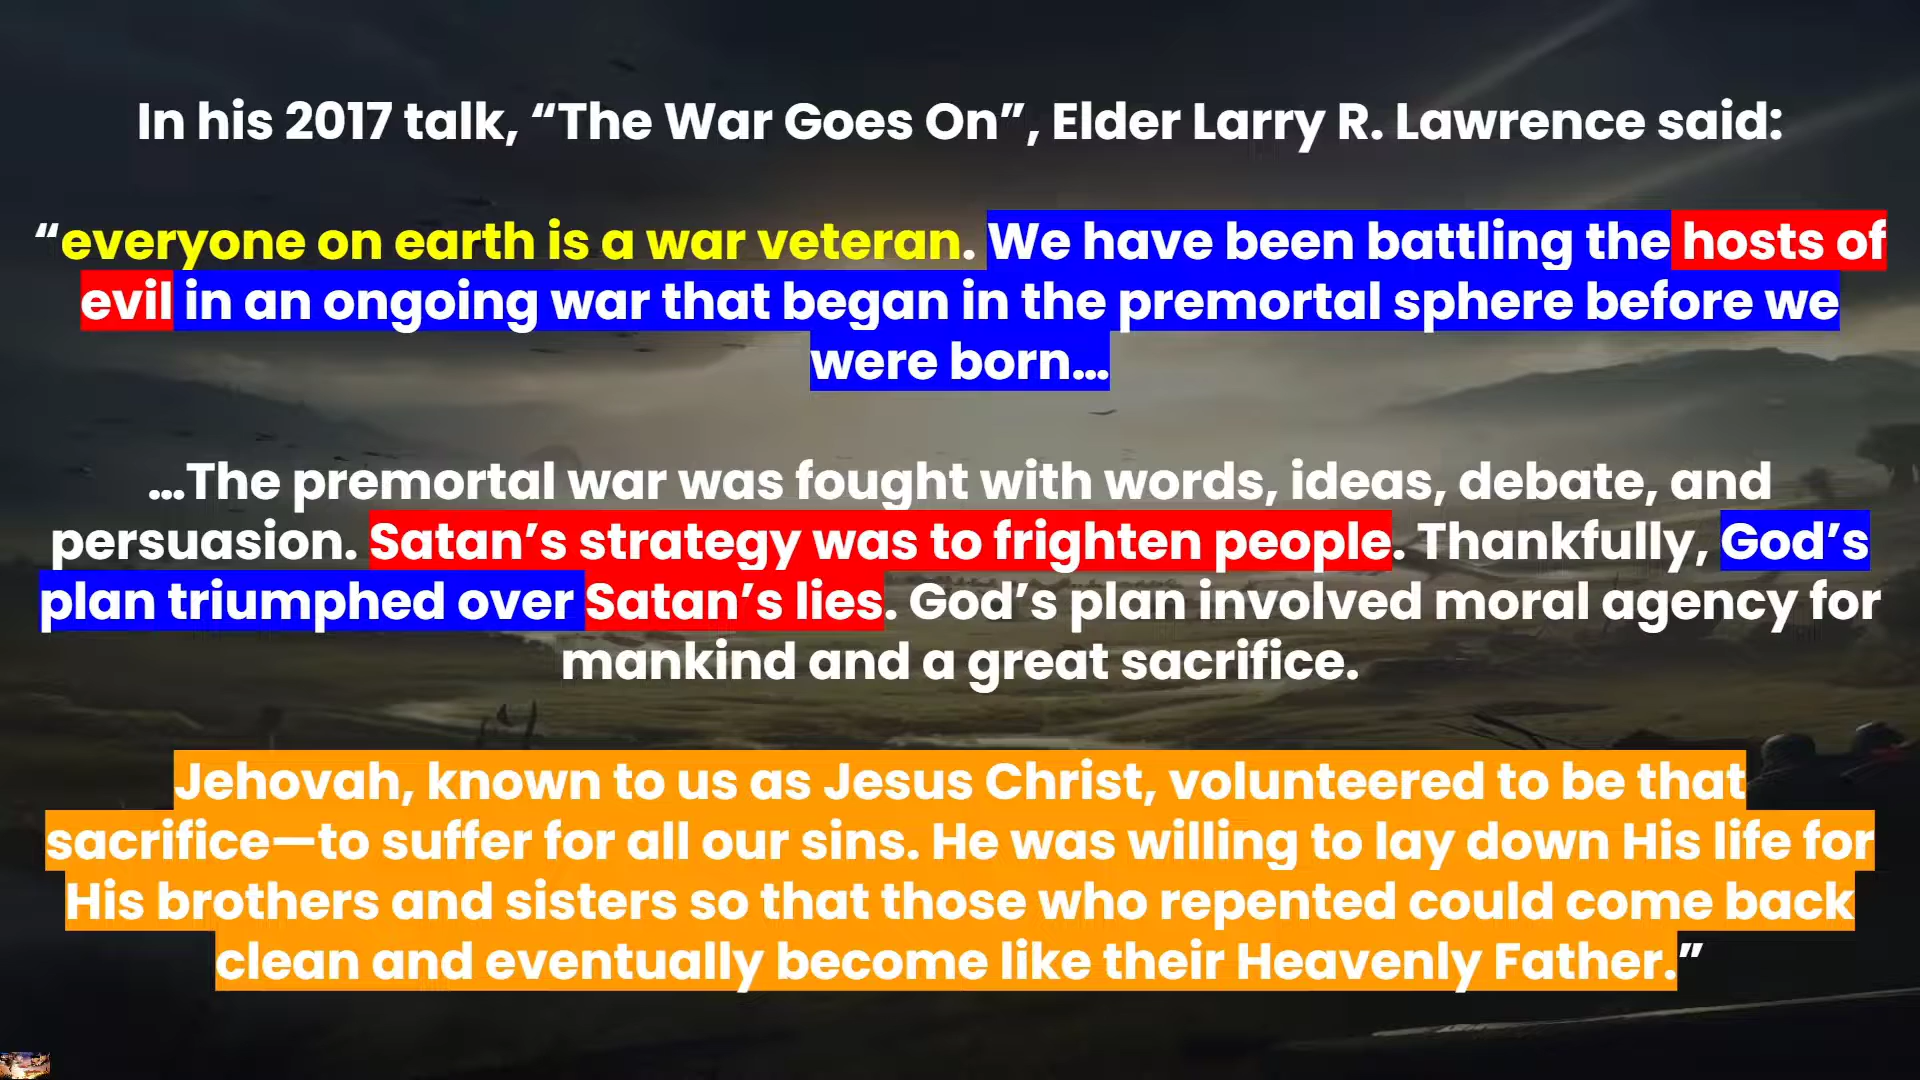 In his 2017 talk, “The War Goes On”, Elder Larry R. Lawrence said:
“everyone on earth is a war veteran. We have been battling the hosts of
evil in an ongoing war that began in the premortal sphere before we
were born...
...The premortal war was fought with words, ideas, debate, and
persuasion. Satan’s strategy was to frighten people. Thankfully, God’s
plan triumphed over Satan’s lies. God’s plan involved moral agency for
mankind and a great sacrifice.
Jehovah, known to us as Jesus Christ, volunteered to be that
sacrifice—to suffer for all our sins. He was willing to lay down His life for
His brothers and sisters so that those who repented could come back
clean and eventually become like their Heavenly Father.”